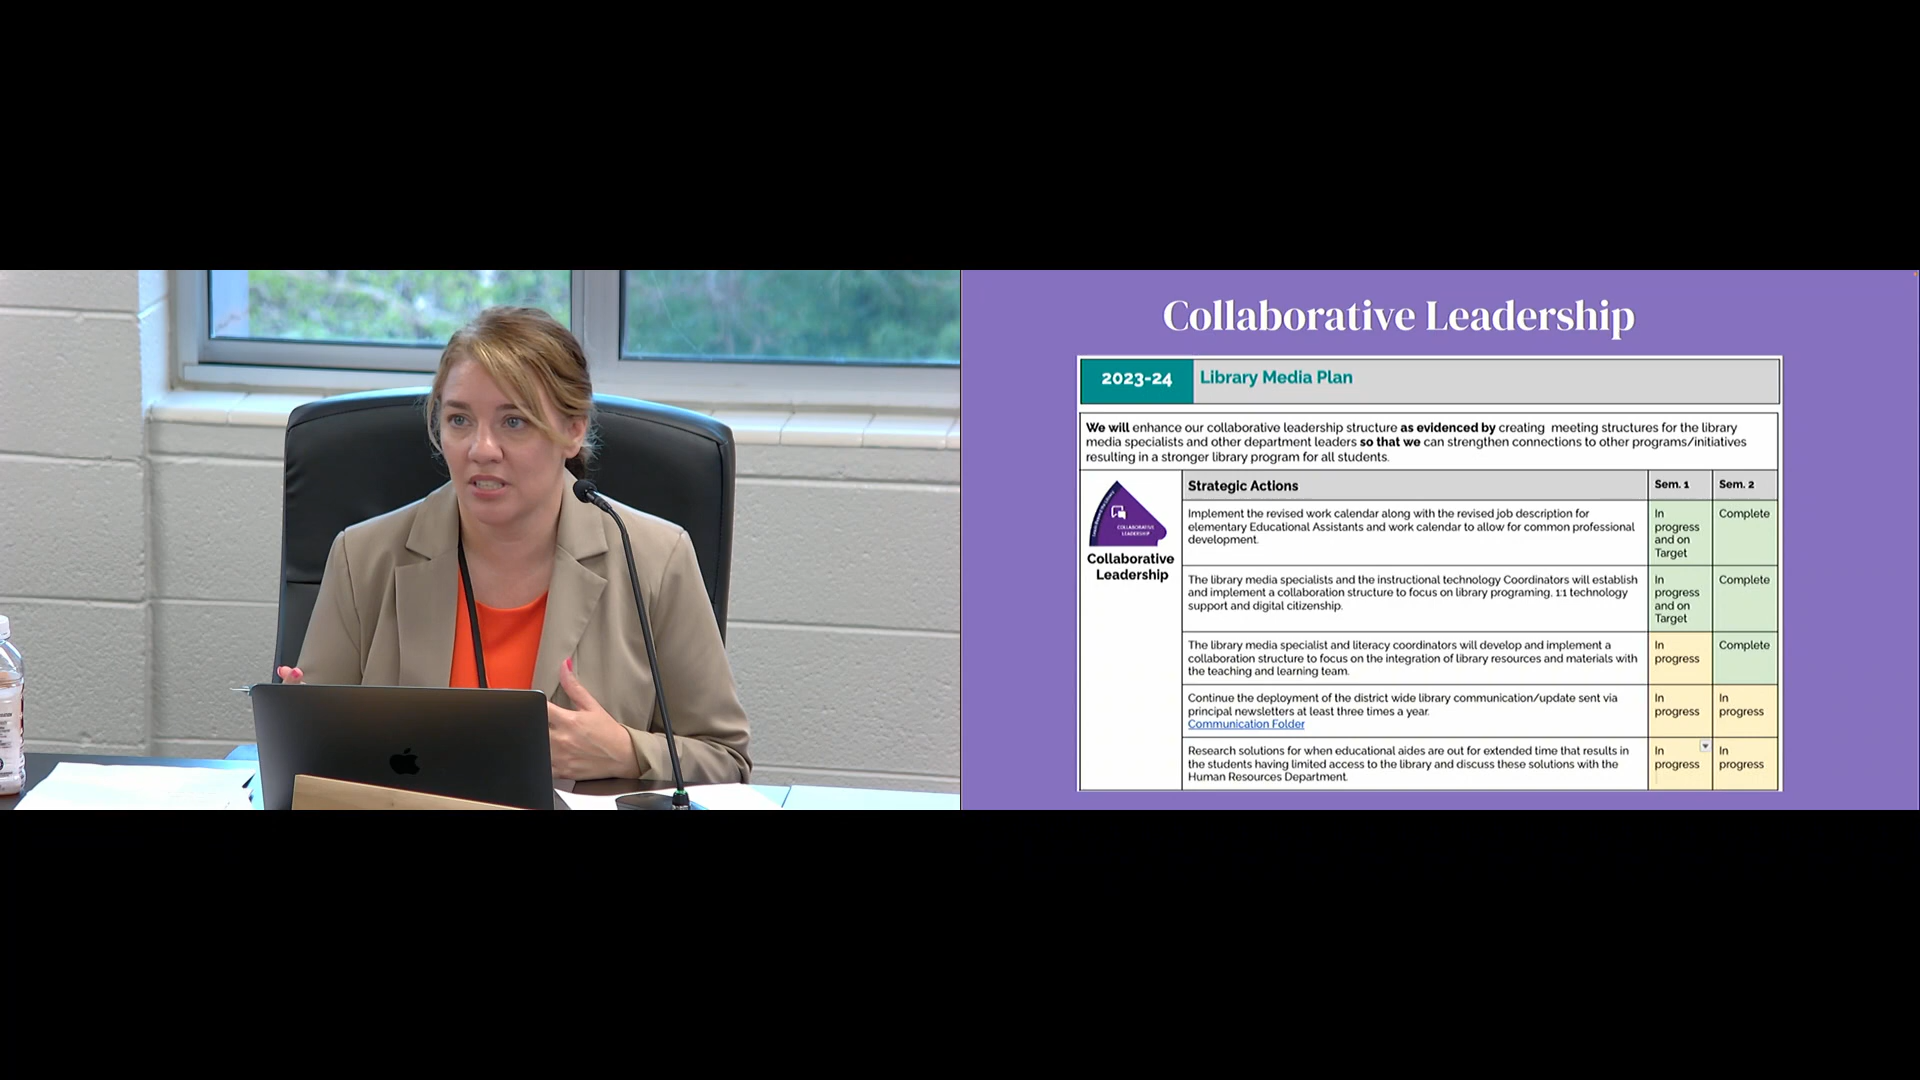 Collaborative Leadership
2023-24
Library Media Plan
We will enhance our collaborative leadership structure as evidenced by creating meeting structures for the library
media specialists and other department leaders so that we can strengthen connections to other programs/initiatives
resulting in a stronger library program for all students.
Strategic Actions
Sem. 1
Sem. 2
COLLABORATIVE
LEADERSHIP
Collaborative
Leadership
Implement the revised work calendar along with the revised job description for
elementary Educational Assistants and work calendar to allow for common professional
development.
In
progress
and on
Target
Complete
The library media specialists and the instructional technology Coordinators will establish
and implement a collaboration structure to focus on library programing, 1:1 technology
support and digital citizenship.
In
progress
and on
Target
Complete
The library media specialist and literacy coordinators will develop and implement a
collaboration structure to focus on the integration of library resources and materials with
the teaching and learning team.
In
progress
Complete
Continue the deployment of the district wide library communication/update sent via
principal newsletters at least three times a year.
Communication Folder
In
progress
In
progress
Research solutions for when educational aides are out for extended time that results in
the students having limited access to the library and discuss these solutions with the
Human Resources Department.
In
progress
In
progress